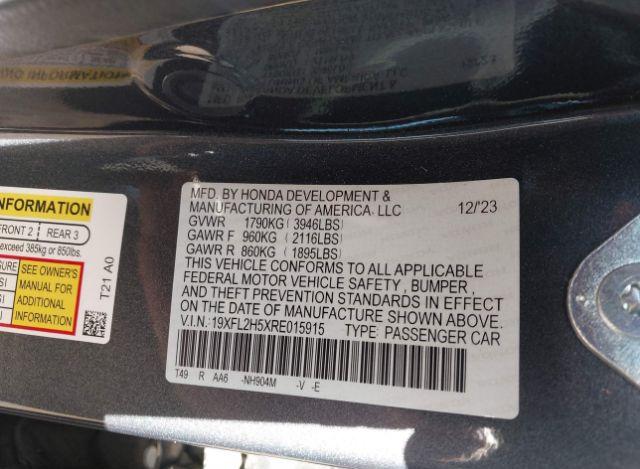 INFORMATION
FRONT 2 REAR 3
exceed 385kg or 850lbs.
SEE OWNER'S
MANUAL FOR
ADDITIONAL
INFORMATION
T21 A0
MFD. BY HONDA DEVELOPMENT &
MANUFACTURING OF AMERICA, LLC 12/'23
GVWR 1790KG (3946LBS)
GAWR F 960KG (2116LBS)
GAWR R 860KG (1895LBS)
THIS VEHICLE CONFORMS TO ALL APPLICABLE
FEDERAL MOTOR VEHICLE SAFETY, BUMPER,
AND THEFT PREVENTION STANDARDS IN EFFECT
ON THE DATE OF MANUFACTURE SHOWN ABOVE.
V.I.N.:19XFL2H5XRE015915 TYPE: PASSENGER CAR
T49 R AA6 -NH904M -V -E